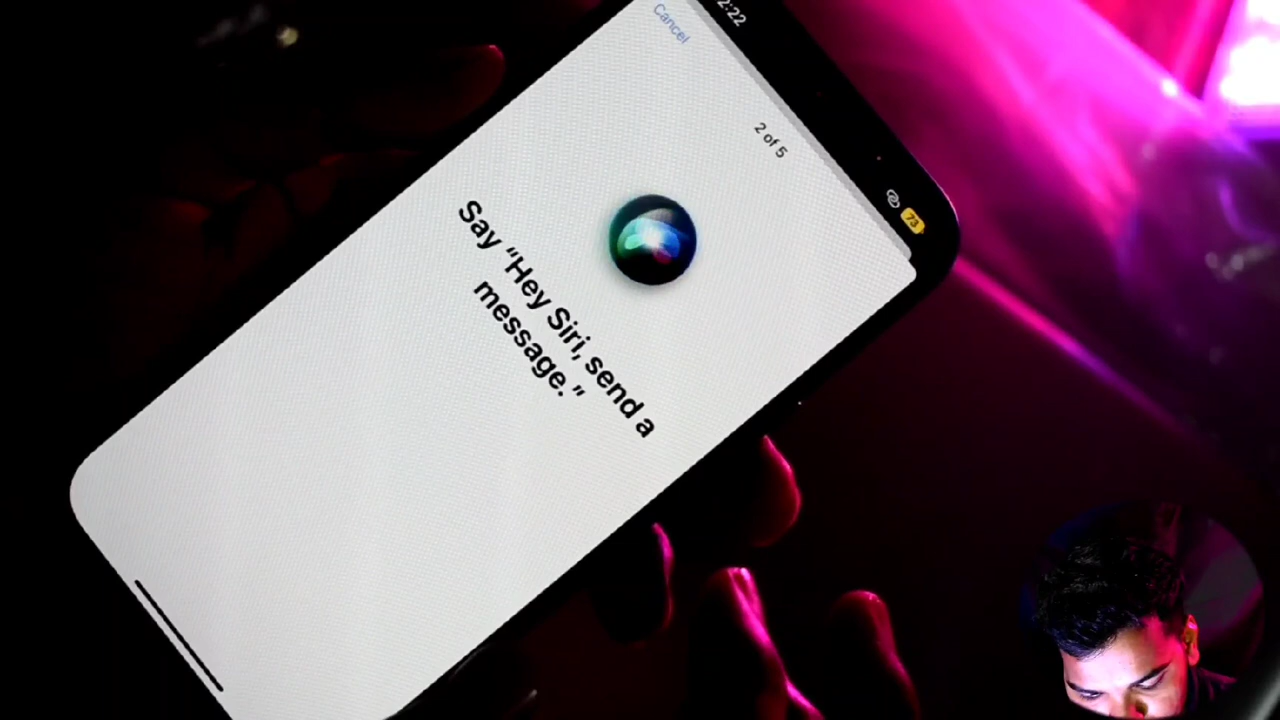 2:22
73
Cancel
2 of 5
Say “Hey Siri, send a
message.”